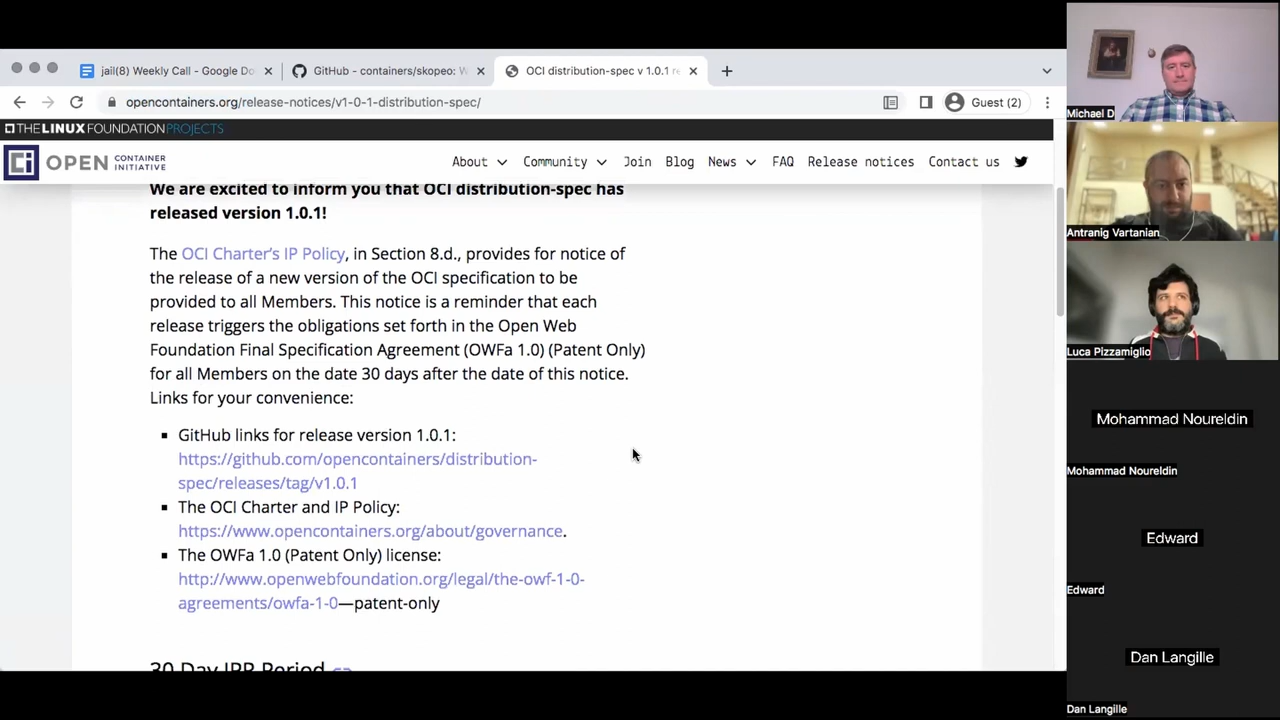 jail(8) Weekly Call - Google Do
GitHub - containers/skopeo: W
OCI distribution-spec v 1.0.1 re
opencontainers.org/release-notes/v1-0-1-distribution-spec/
Guest (2)
THE LINUX FOUNDATION PROJECTS
OPEN CONTAINER INITIATIVE
About Community Join Blog News FAQ Release notices Contact us
We are excited to inform you that OCI distribution-spec has
released version 1.0.1!
The OCI Charter's IP Policy, in Section 8.d., provides for notice of
the release of a new version of the OCI specification to be
provided to all Members. This notice is a reminder that each
release triggers the obligations set forth in the Open Web
Foundation Final Specification Agreement (OWFa 1.0) (Patent Only)
for all Members on the date 30 days after the date of this notice.
Links for your convenience:
GitHub links for release version 1.0.1:
https://github.com/opencontainers/distribution-
spec/releases/tag/v1.0.1
The OCI Charter and IP Policy:
https://www.opencontainers.org/about/governance.
The OWFa 1.0 (Patent Only) license:
http://www.openwebfoundation.org/legal/the-owf-1-0-
agreements/owfa-1-0—patent-only
30 Day IPR Period
Michael D
Antranig Vartanian
Luca Pizzamiglio
Mohammad Noureldin
Mohammad Noureldin
Edward
Edward
Dan Langille
Dan Langille